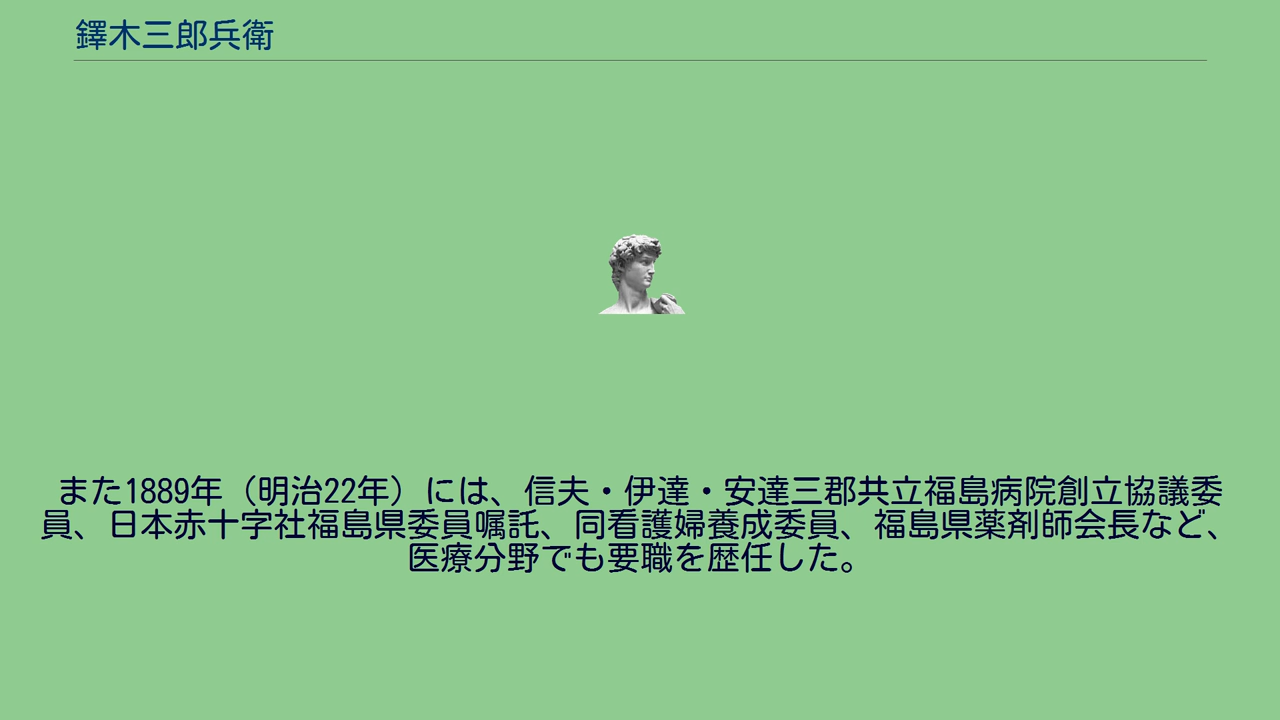 鐸木三郎兵衛
また1889年（明治22年）には、信夫・伊達・安達三郡共立福島病院創立協議委
員、日本赤十字社福島県委員嘱託、同看護婦養成委員、福島県薬剤師会長など、
医療分野でも要職を歴任した。